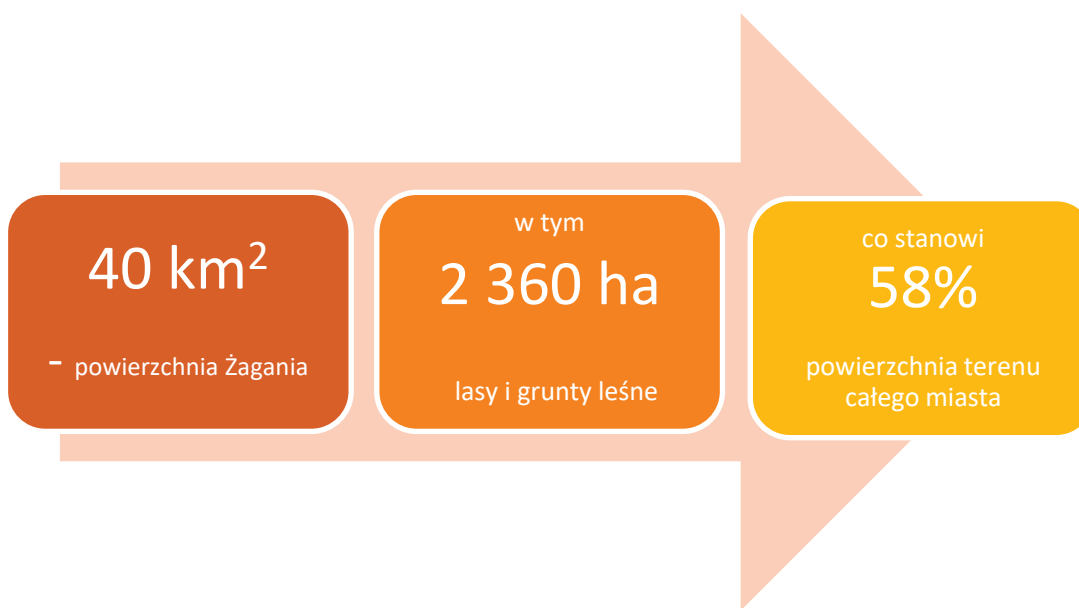 40 km²
- powierzchnia Żagania
w tym
2 360 ha
lasy i grunty leśne
co stanowi
58%
powierzchnia terenu
całego miasta